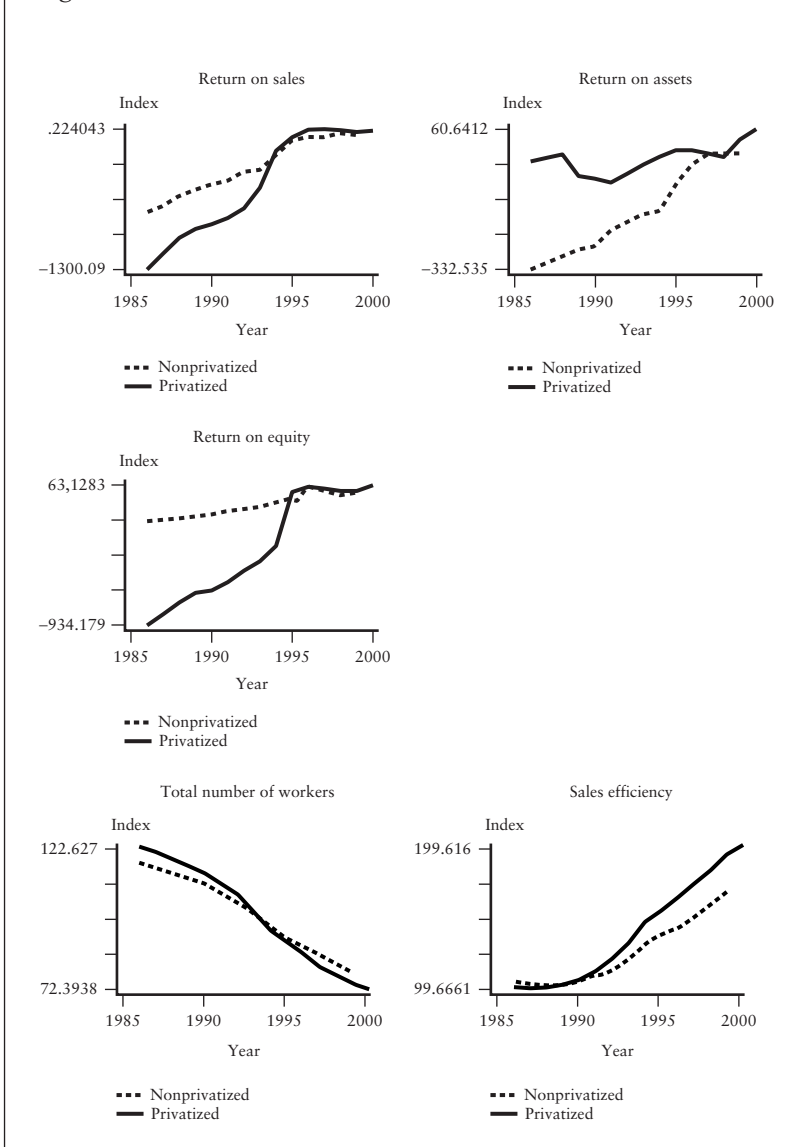 Return on sales
Index
.224043
–1300.09
1985 1990 1995 2000
Year
Nonprivatized
Privatized
Return on assets
Index
60.6412
–332.535
1985 1990 1995 2000
Year
Nonprivatized
Privatized
Return on equity
Index
63,1283
–934.179
1985 1990 1995 2000
Year
Nonprivatized
Privatized
Total number of workers
Index
122.627
72.3938
1985 1990 1995 2000
Year
Nonprivatized
Privatized
Sales efficiency
Index
199.616
99.6661
1985 1990 1995 2000
Year
Nonprivatized
Privatized